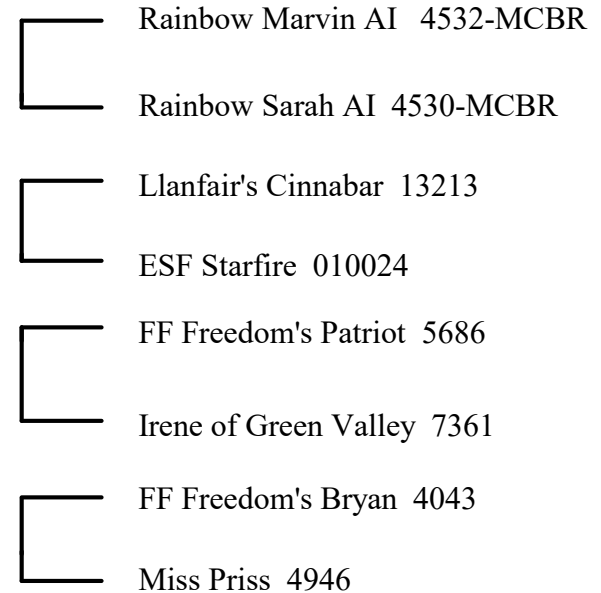 Rainbow Marvin AI 4532-MCBR
Rainbow Sarah AI 4530-MCBR
Llanfair's Cinnabar 13213
ESF Starfire 010024
FF Freedom's Patriot 5686
Irene of Green Valley 7361
FF Freedom's Bryan 4043
Miss Priss 4946